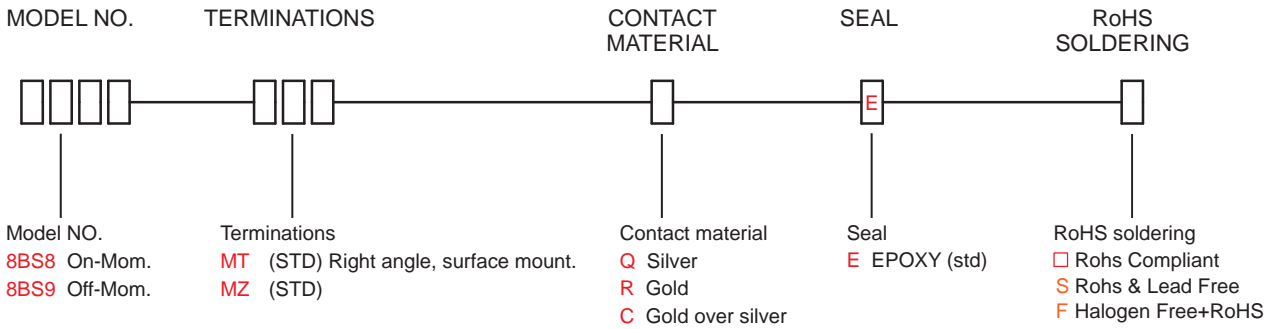 MODEL NO.
TERMINATIONS
CONTACT
MATERIAL
SEAL
RoHS
SOLDERING
E
Model NO.
8BS8 On-Mom.
8BS9 Off-Mom.
Terminations
MT (STD) Right angle, surface mount.
MZ (STD)
Contact material
Q Silver
R Gold
C Gold over silver
Seal
E EPOXY (std)
RoHS soldering
□ Rohs Compliant
S Rohs & Lead Free
F Halogen Free+RoHS